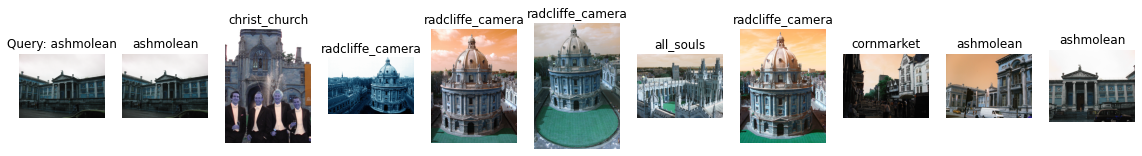 Query: ashmolean
ashmolean
christ_church
radcliffe_camera
radcliffe_camera
radcliffe_camera
all_souls
radcliffe_camera
cornmarket
ashmolean
ashmolean